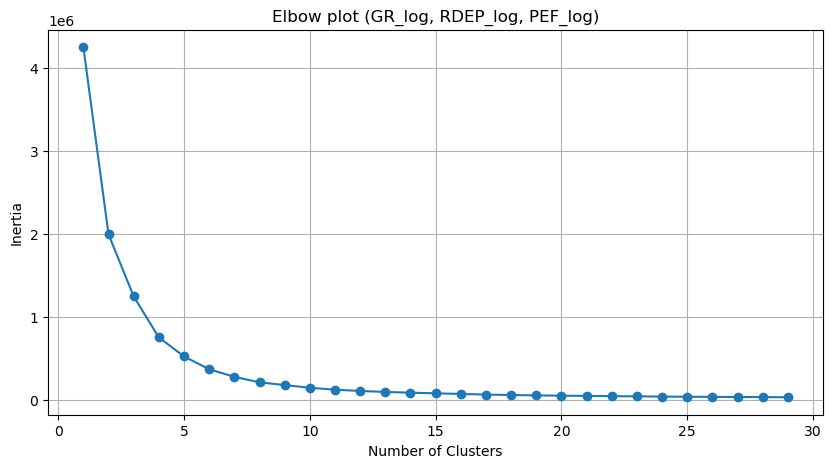 Elbow plot (GR_log, RDEP_log, PEF_log)
1e6
4
3
2
1
0
Inertia
0 5 10 15 20 25 30
Number of Clusters